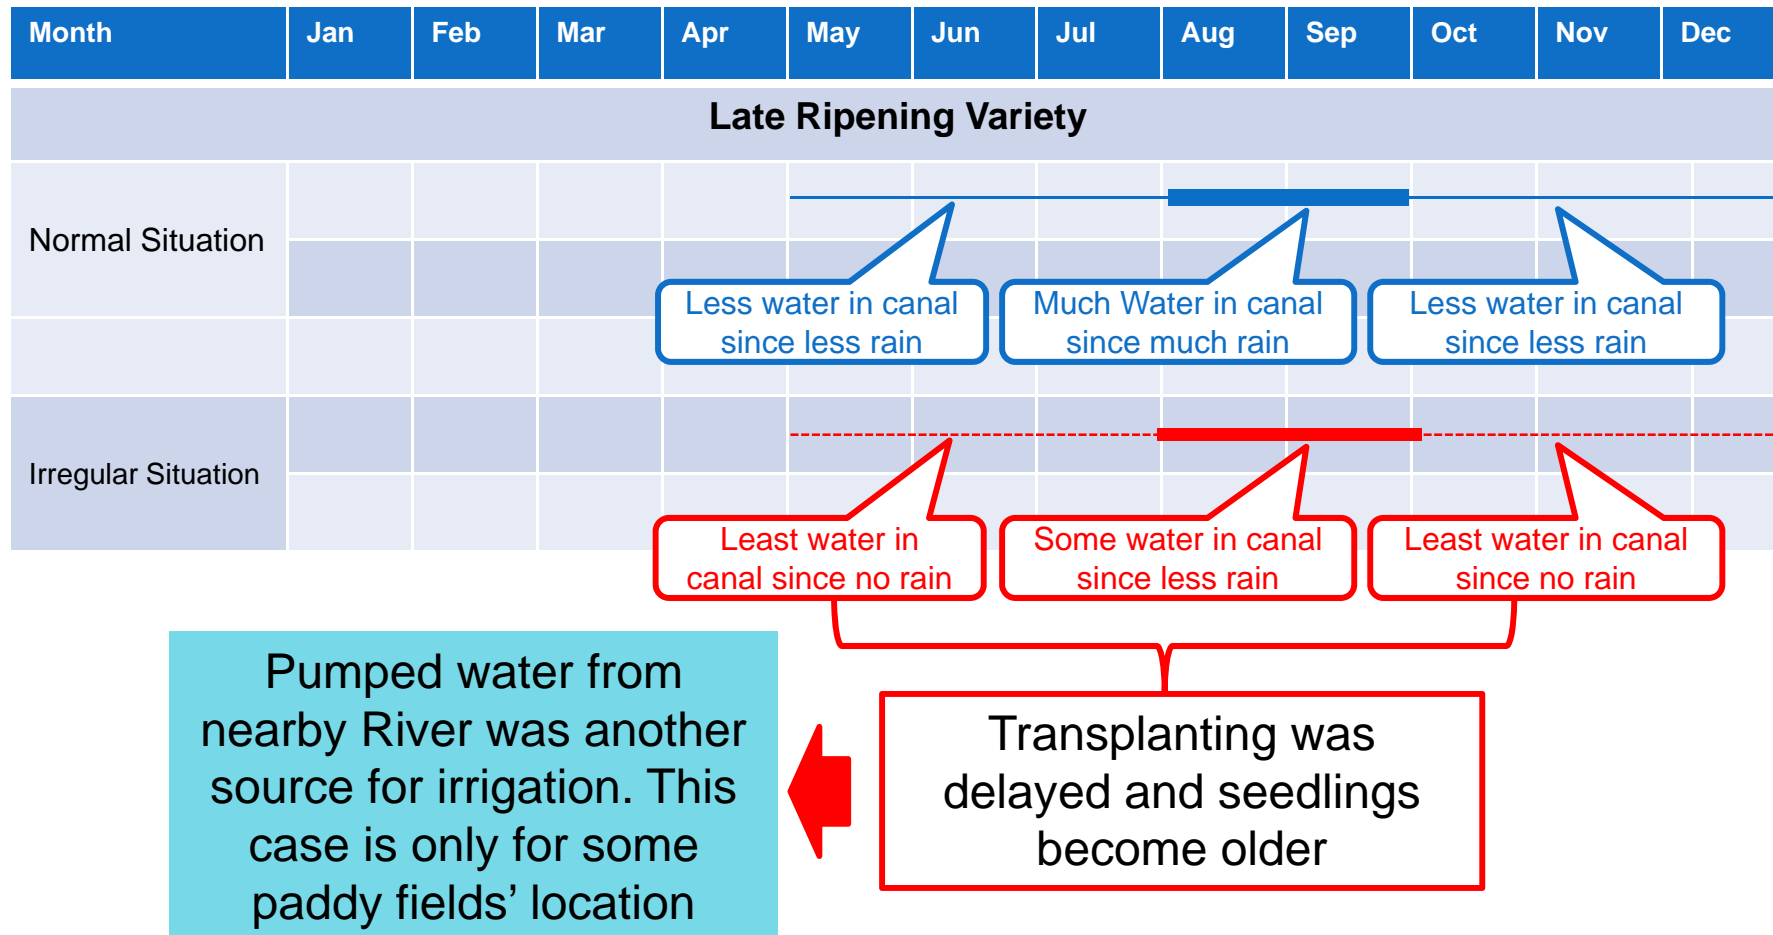 Month Jan Feb Mar Apr May Jun Jul Aug Sep Oct Nov Dec
Late Ripening Variety
Normal Situation
Less water in canal
since less rain
Much Water in canal
since much rain
Less water in canal
since less rain
Irregular Situation
Least water in
canal since no rain
Some water in canal
since less rain
Least water in canal
since no rain
Pumped water from
nearby River was another
source for irrigation. This
case is only for some
paddy fields’ location
Transplanting was
delayed and seedlings
become older